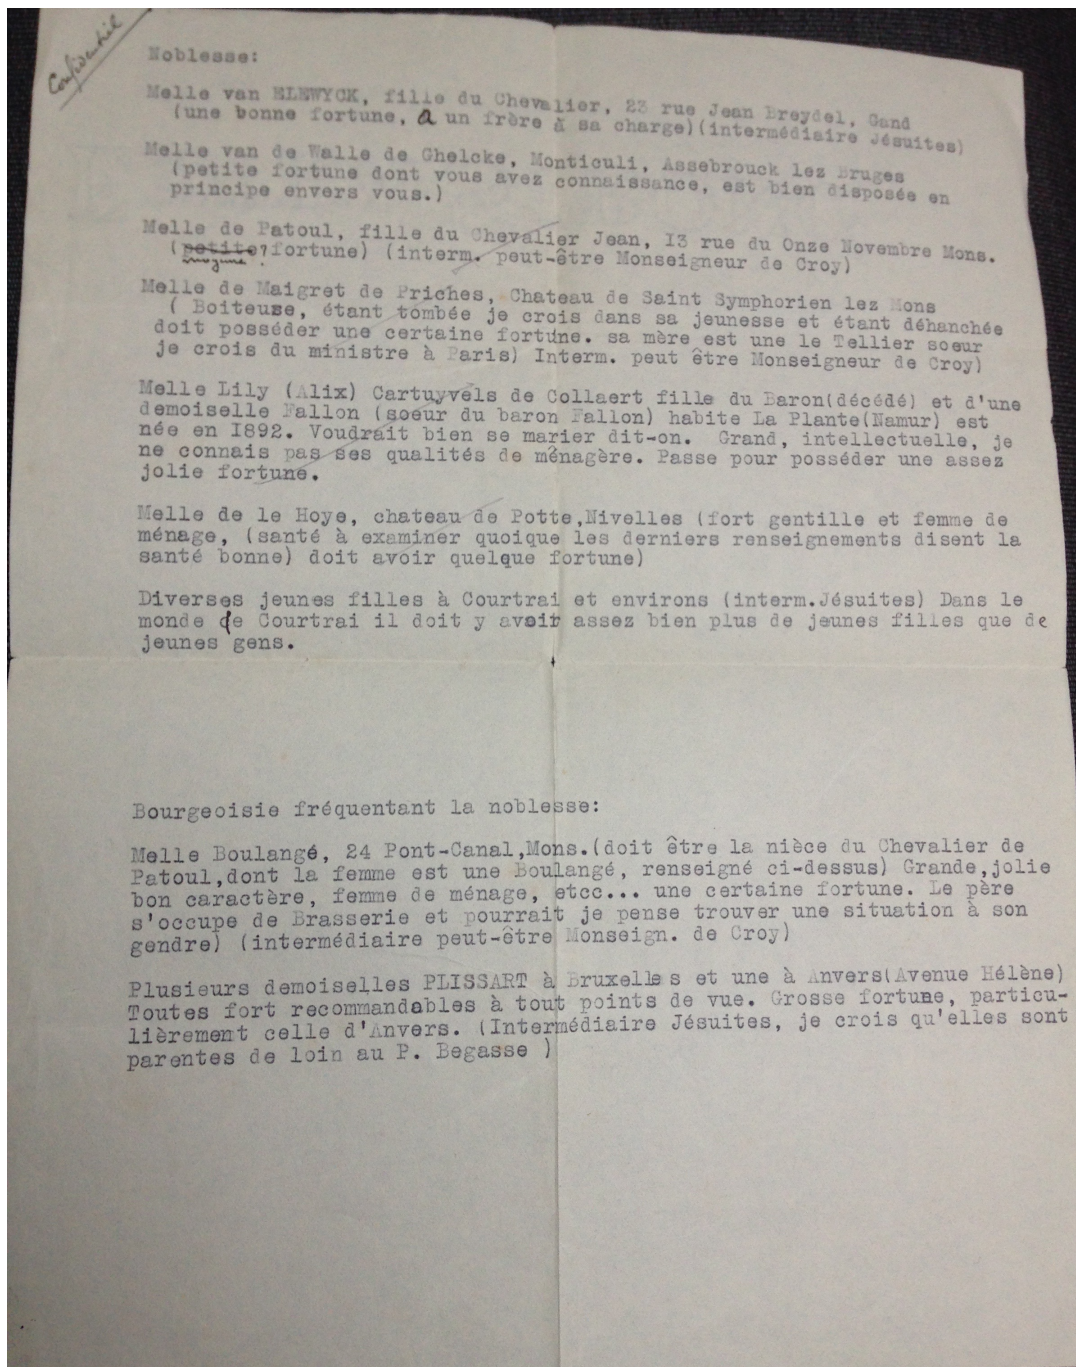 Confidentiel
Noblesse:
Melle van ELEWYCK, fille du Chevalier, 23 rue Jean Breydel, Gand
(une bonne fortune, a un frère à sa charge)(intermédiaire Jésuites)
Melle van de Walle de Ghelcke, Monticuli, Assebrouck lez Bruges
(petite fortune dont vous avez connaissance, est bien disposée en
principe envers vous.)
Melle de Patoul, fille du Chevalier Jean, I3 rue du Onze Novembre Mons.
(petite? fortune) (interm. peut-être Monseigneur de Croy)
moyenne.
Melle de Maigret de Priches, Chateau de Saint Symphorien lez Mons
( Boiteuse, étant tombée je crois dans sa jeunesse et étant déhanchée
doit posséder une certaine fortune. sa mère est une le Tellier soeur
je crois du ministre à Paris) Interm. peut être Monseigneur de Croy)
Melle Lily (Alix) Cartuyvels de Collaert fille du Baron(décédé) et d'une
demoiselle Fallon (soeur du baron Fallon) habite La Plante(Namur) est
née en I892. Voudrait bien se marier dit-on. Grand, intellectuelle, je
ne connais pas ses qualités de ménagère. Passe pour posséder une assez
jolie fortune.
Melle de le Hoye, chateau de Potte,Nivelles (fort gentille et femme de
ménage, (santé à examiner quoique les derniers renseignements disent la
santé bonne) doit avoir quelque fortune)
Diverses jeunes filles à Courtrai et environs (interm.Jésuites) Dans le
monde de Courtrai il doit y avoir assez bien plus de jeunes filles que de
jeunes gens.
Bourgeoisie fréquentant la noblesse:
Melle Boulangé, 24 Pont-Canal,Mons.(doit être la nièce du Chevalier de
Patoul,dont la femme est une Boulangé, renseigné ci-dessus) Grande,jolie
bon caractère, femme de ménage, etcc... une certaine fortune. Le père
s'occupe de Brasserie et pourrait je pense trouver une situation à son
gendre) (intermédiaire peut-être Monseign. de Croy)
Plusieurs demoiselles PLISSART à Bruxelles et une à Anvers(Avenue Hélène)
Toutes fort recommandables à tout points de vue. Grosse fortune, particu-
lièrement celle d'Anvers. (Intermédiaire Jésuites, je crois qu'elles sont
parentes de loin au P. Begasse )